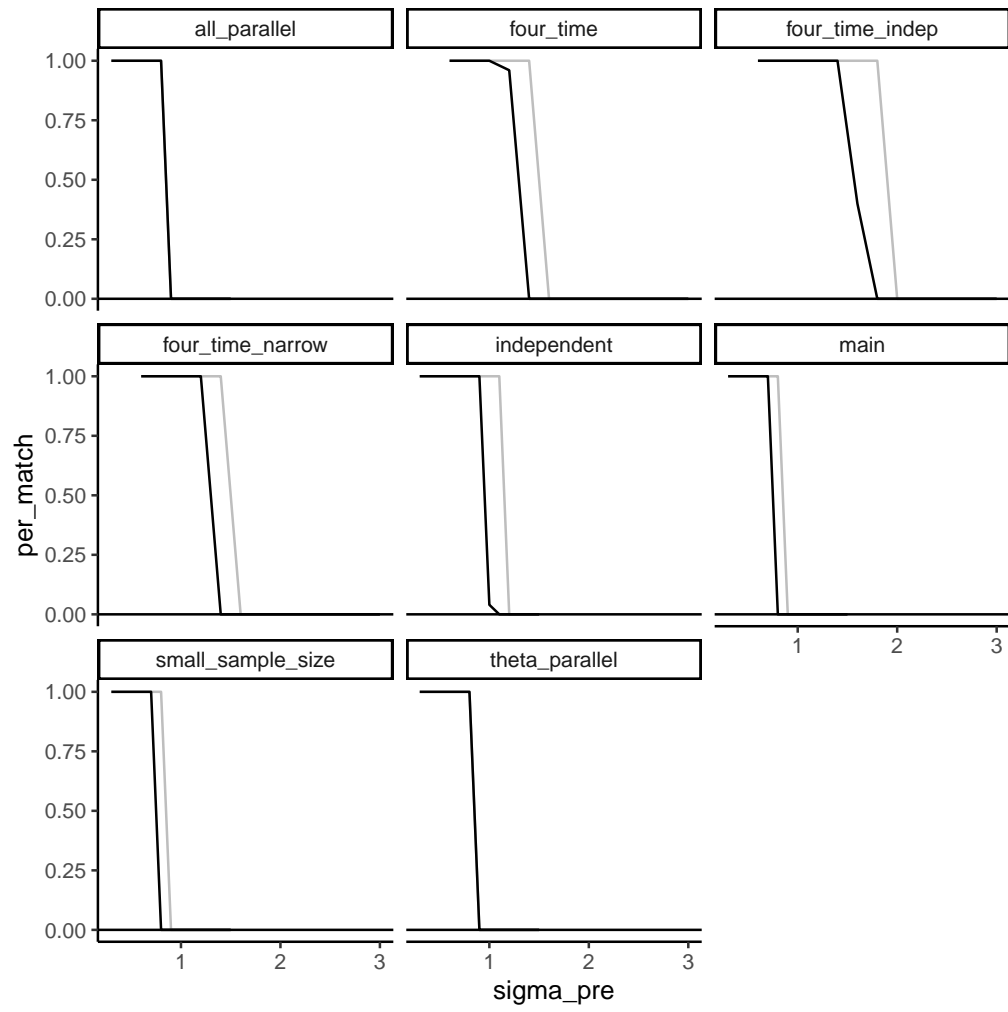 all_parallel
four_time
four_time_indep
1.00
0.75
0.50
0.25
0.00
four_time_narrow
independent
main
1.00
0.75
0.50
0.25
0.00
1 2 3
per_match
small_sample_size
theta_parallel
1.00
0.75
0.50
0.25
0.00
1 2 3
1 2 3
sigma_pre